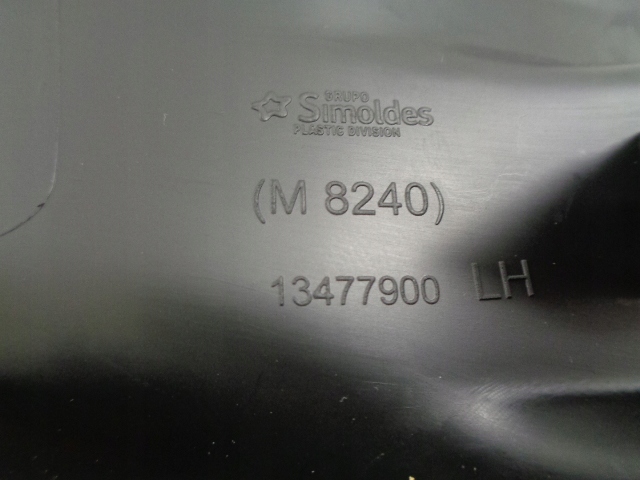 GRUPO
Simoldes
PLASTIC DIVISION
(M 8240)
13477900 LH